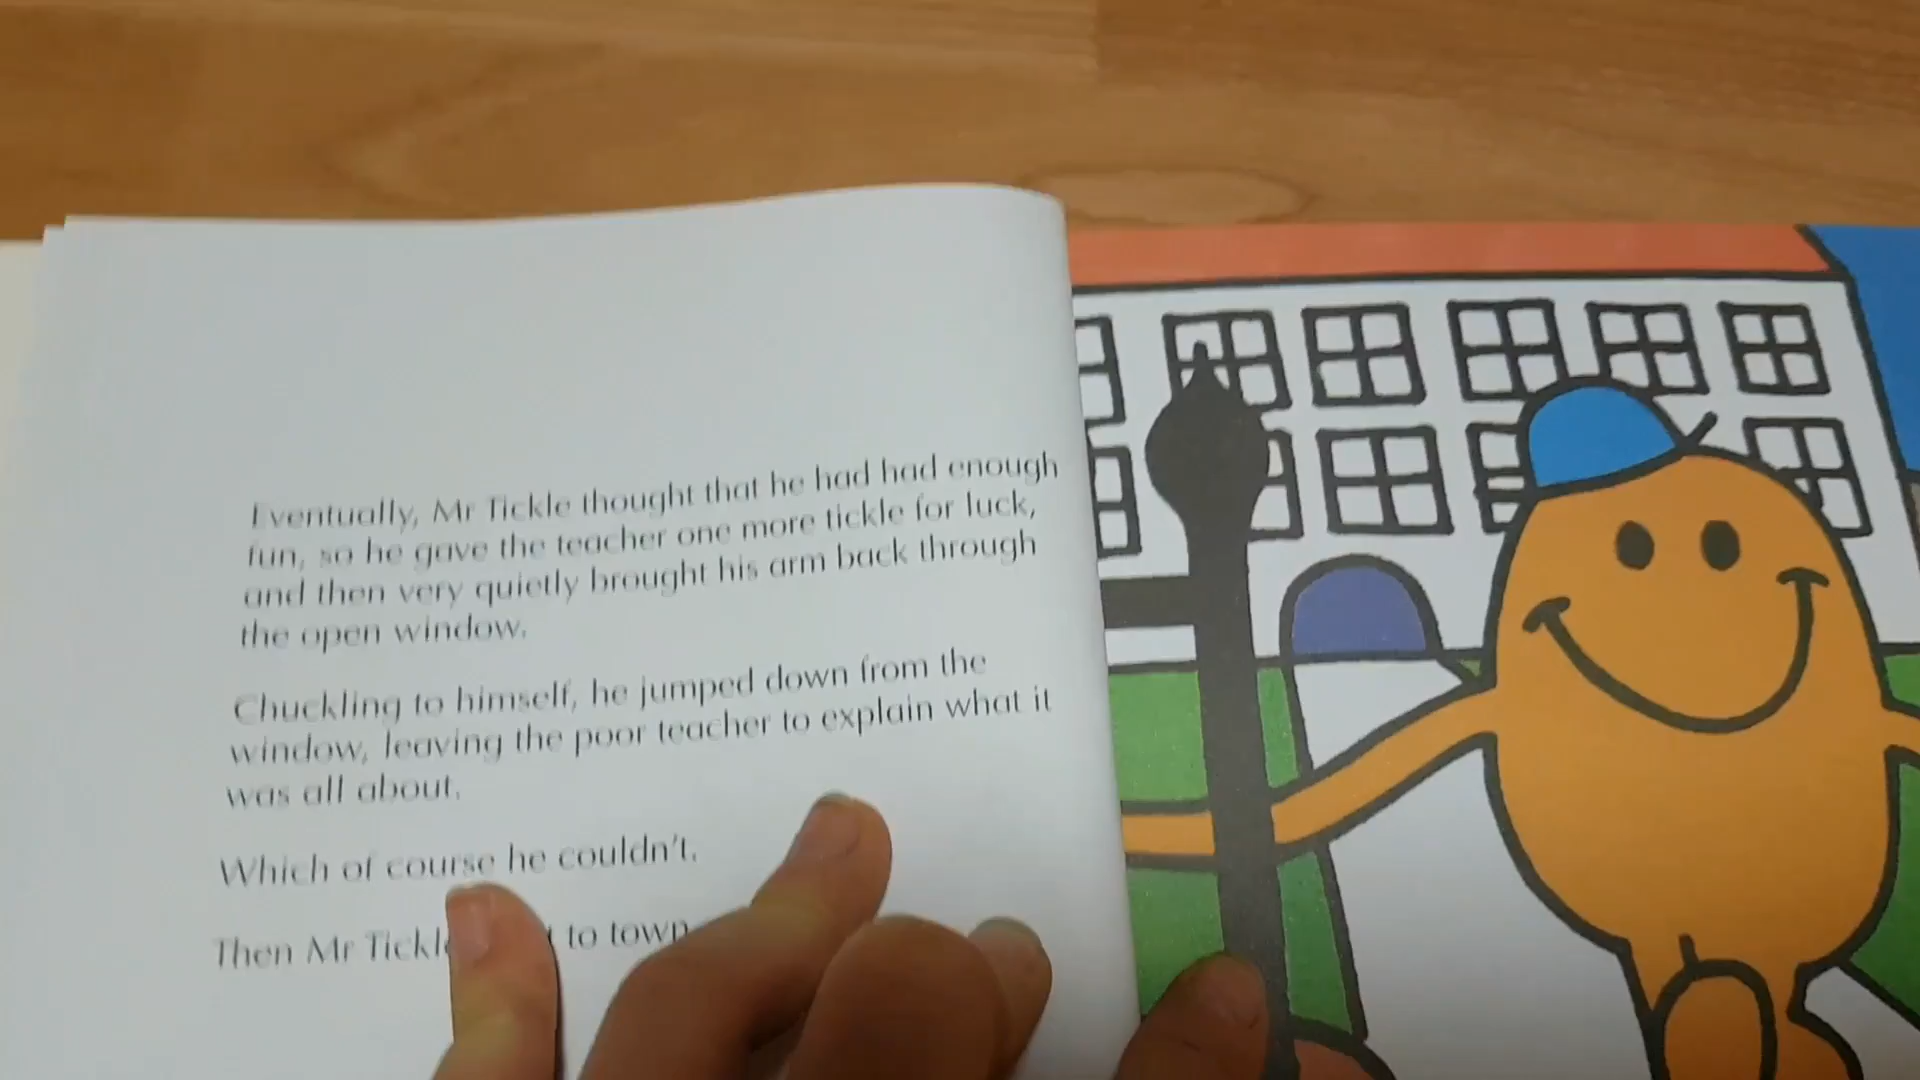 Eventually, Mr Tickle thought that he had had enough
fun, so he gave the teacher one more tickle for luck,
and then very quietly brought his arm back through
the open window.
Chuckling to himself, he jumped down from the
window, leaving the poor teacher to explain what it
was all about.
Which of course he couldn't.
Then Mr Tickle to town